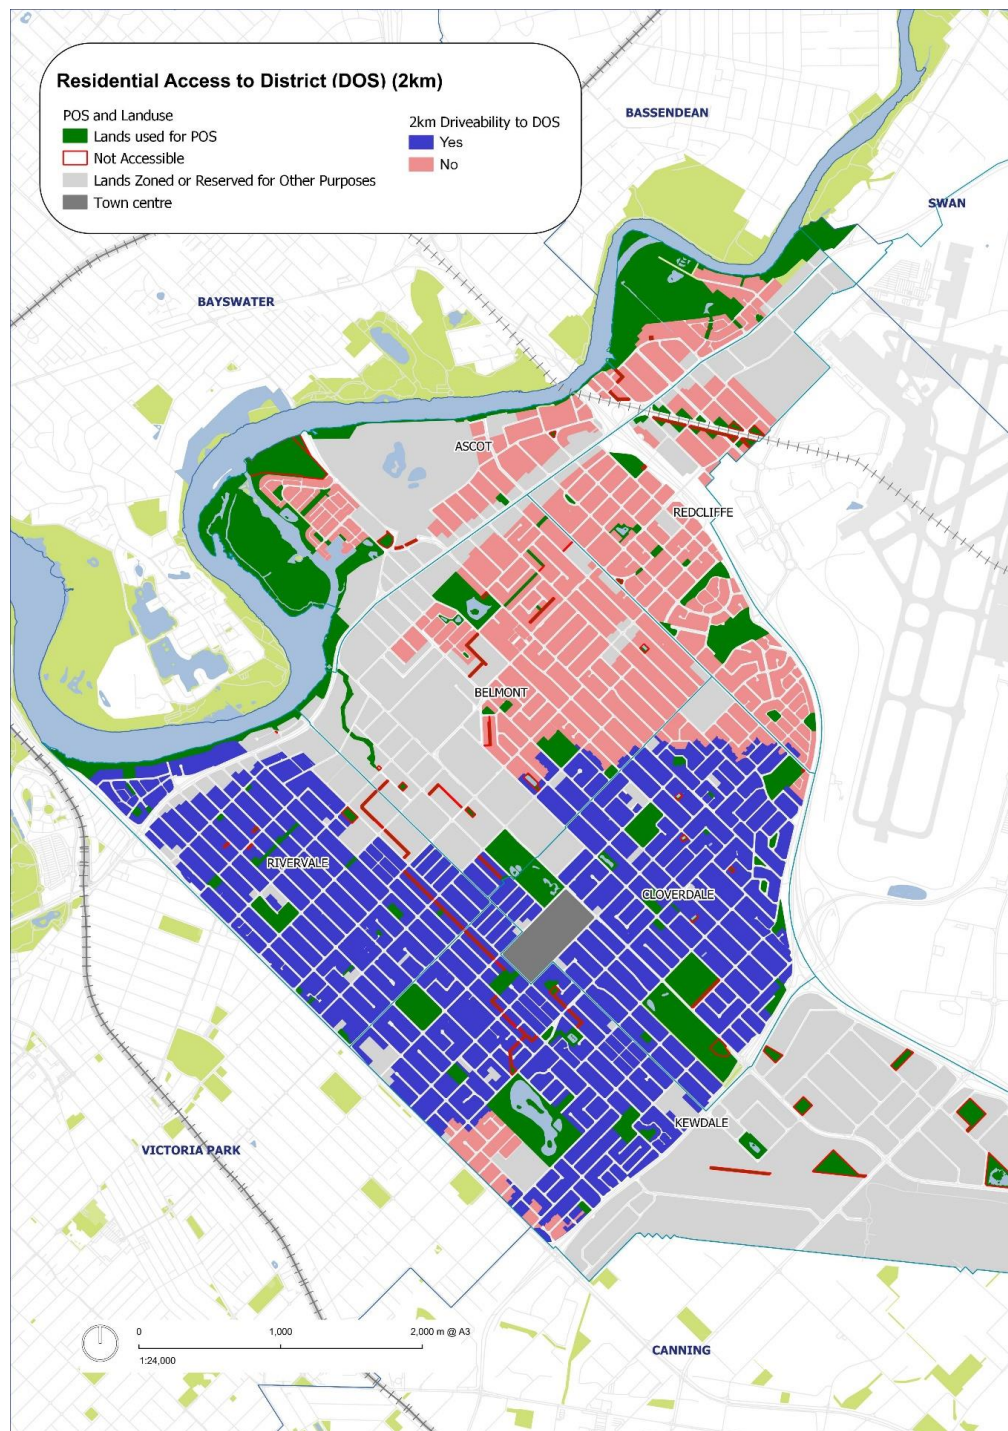 Residential Access to District (DOS) (2km)
POS and Landuse
Lands used for POS
Not Accessible
Lands Zoned or Reserved for Other Purposes
Town centre
2km Driveability to DOS
Yes
No
BASSENDEAN
SWAN
BAYSWATER
ASCOT
REDCLIFFE
BELMONT
RIVERVALE
CLOVERDALE
KEWDALE
VICTORIA PARK
CANNING
0 1,000 2,000 m @ A3
1:24,000